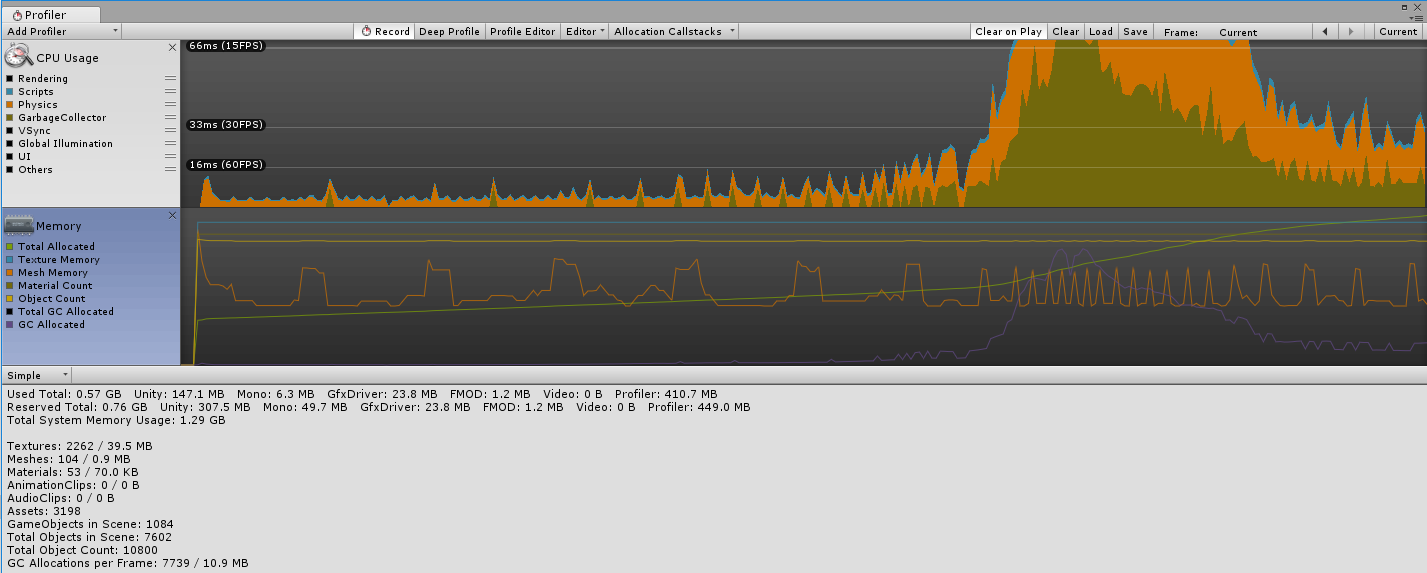 Profiler
Add Profiler Record Deep Profile Profile Editor Editor Allocation Callstacks Clear on Play Clear Load Save Frame: Current Current
CPU Usage
Rendering
Scripts
Physics
GarbageCollector
VSync
Global Illumination
UI
Others
66ms (15FPS)
33ms (30FPS)
16ms (60FPS)
Memory
Total Allocated
Texture Memory
Mesh Memory
Material Count
Object Count
Total GC Allocated
GC Allocated
Simple
Used Total: 0.57 GB Unity: 147.1 MB Mono: 6.3 MB GfxDriver: 23.8 MB FMOD: 1.2 MB Video: 0 B Profiler: 410.7 MB
Reserved Total: 0.76 GB Unity: 307.5 MB Mono: 49.7 MB GfxDriver: 23.8 MB FMOD: 1.2 MB Video: 0 B Profiler: 449.0 MB
Total System Memory Usage: 1.29 GB
Textures: 2262 / 39.5 MB
Meshes: 104 / 0.9 MB
Materials: 53 / 70.0 KB
AnimationClips: 0 / 0 B
AudioClips: 0 / 0 B
Assets: 3198
GameObjects in Scene: 1084
Total Objects in Scene: 7602
Total Object Count: 10800
GC Allocations per Frame: 7739 / 10.9 MB